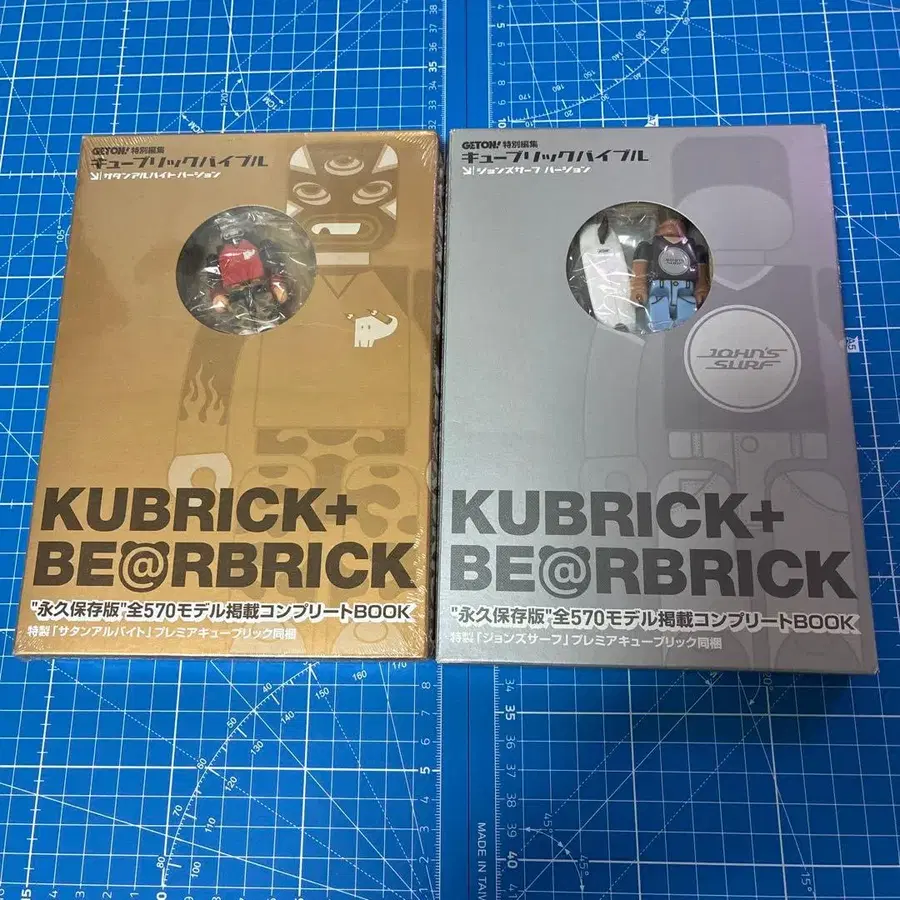 GETON! 特別編集
キューブリックバイブル
サタンアルバイト バージョン
KUBRICK+
BE@RBRICK
"永久保存版"全570モデル掲載コンプリートBOOK
特製「サタンアルバイト」プレミアキューブリック同梱
GETON! 特別編集
キューブリックバイブル
ジョンズサーフ バージョン
JOHN'S
SURF
KUBRICK+
BE@RBRICK
"永久保存版"全570モデル掲載コンプリートBOOK
特製「ジョンズサーフ」プレミアキューブリック同梱
MADE IN TAIW